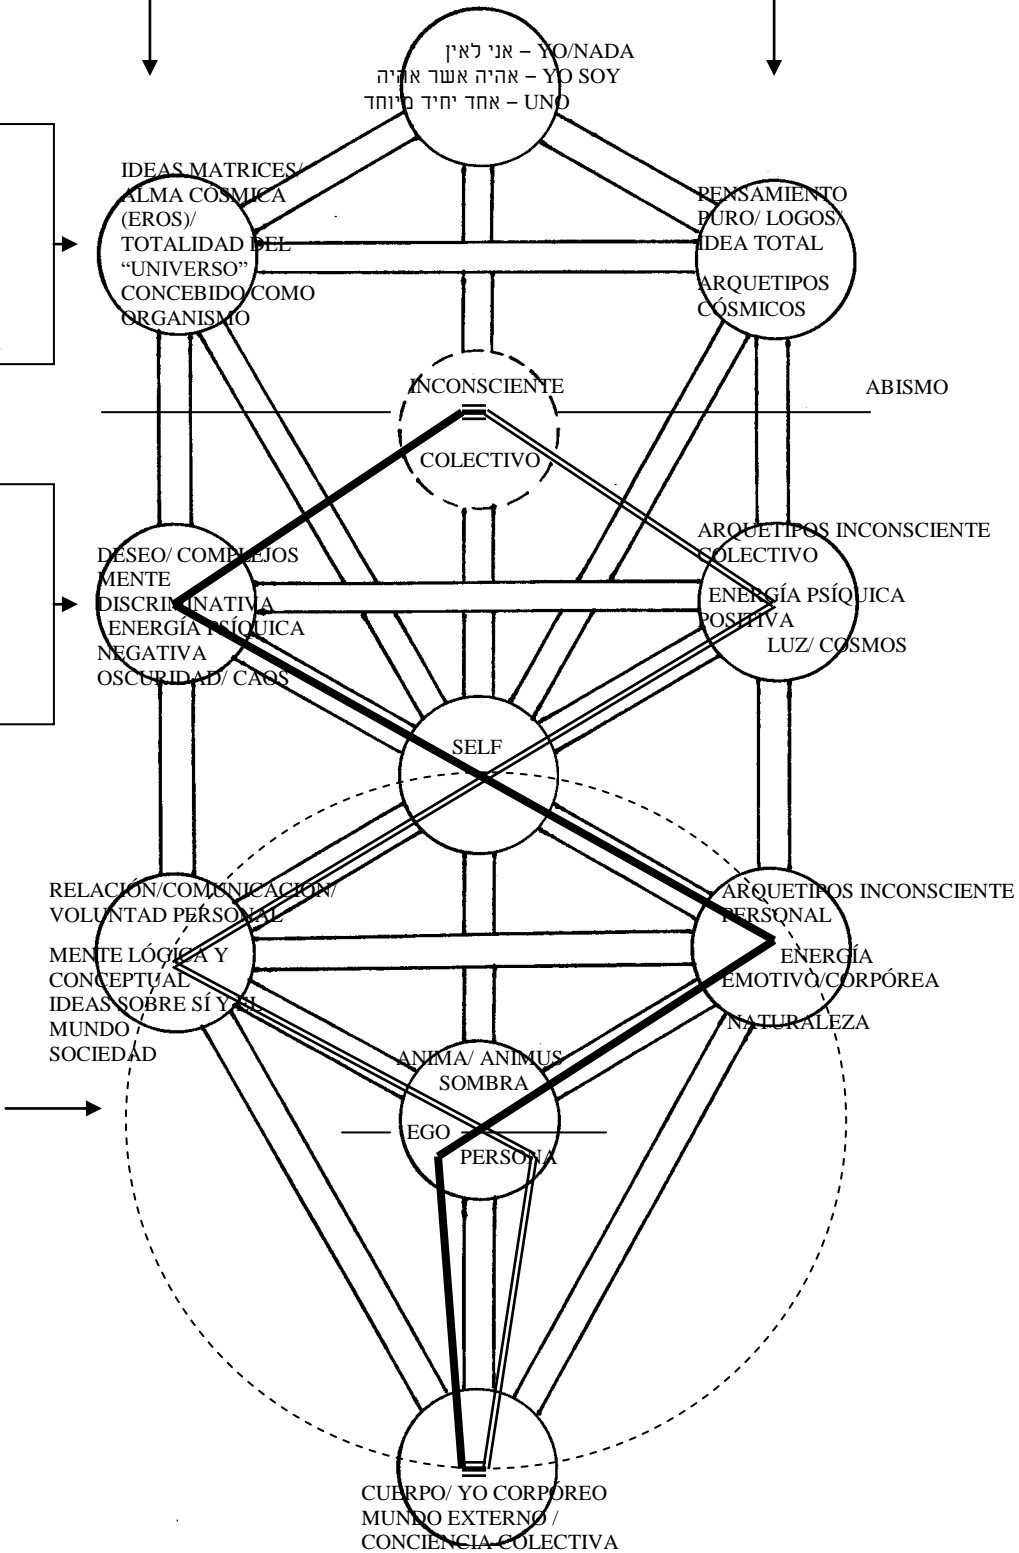 אני לאין – YO/NADA
אהיה אשר אהיה – YO SOY
אחד יחיד מיוחד – UNO
IDEAS MATRICES/
ALMA CÓSMICA
(EROS)/
TOTALIDAD DEL
“UNIVERSO”
CONCEBIDO COMO
ORGANISMO
PENSAMIENTO
PURO/ LOGOS/
IDEA TOTAL
ARQUETIPOS
CÓSMICOS
INCONSCIENTE
COLECTIVO
ABISMO
DESEO/ COMPLEJOS
MENTE
DISCRIMINATIVA
ENERGÍA PSÍQUICA
NEGATIVA
OSCURIDAD/ CAOS
ARQUETIPOS INCONSCIENTE
COLECTIVO
ENERGÍA PSÍQUICA
POSITIVA
LUZ/ COSMOS
SELF
RELACIÓN/COMUNICACIÓN/
VOLUNTAD PERSONAL
MENTE LÓGICA Y
CONCEPTUAL
IDEAS SOBRE SÍ Y EL
MUNDO
SOCIEDAD
ARQUETIPOS INCONSCIENTE
PERSONAL
ENERGÍA
EMOTIVO/CORPÓREA
NATURALEZA
ANIMA/ ANIMUS
SOMBRA
EGO
PERSONA
CUERPO/ YO CORPÓREO
MUNDO EXTERNO /
CONCIENCIA COLECTIVA